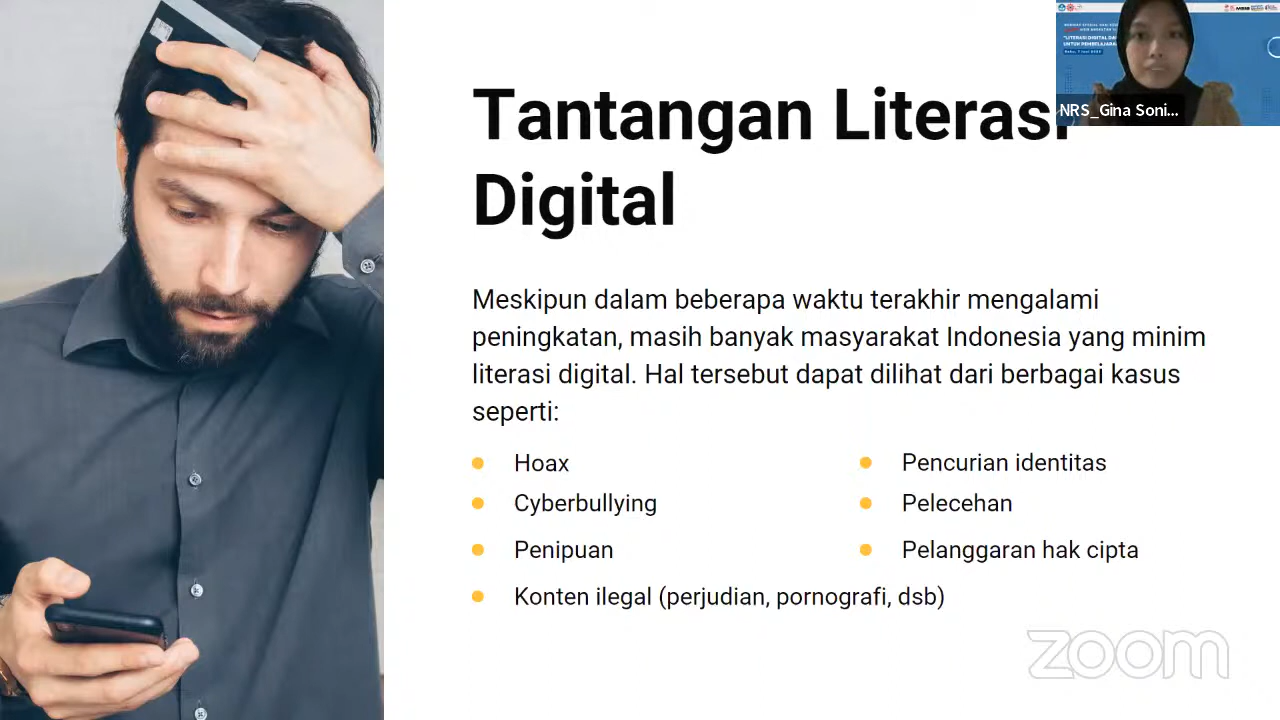 Tantangan Literasi
Digital
NRS_Gina Soni...
Meskipun dalam beberapa waktu terakhir mengalami
peningkatan, masih banyak masyarakat Indonesia yang minim
literasi digital. Hal tersebut dapat dilihat dari berbagai kasus
seperti:
Hoax
Pencurian identitas
Cyberbullying
Pelecehan
Penipuan
Pelanggaran hak cipta
Konten ilegal (perjudian, pornografi, dsb)
zoom